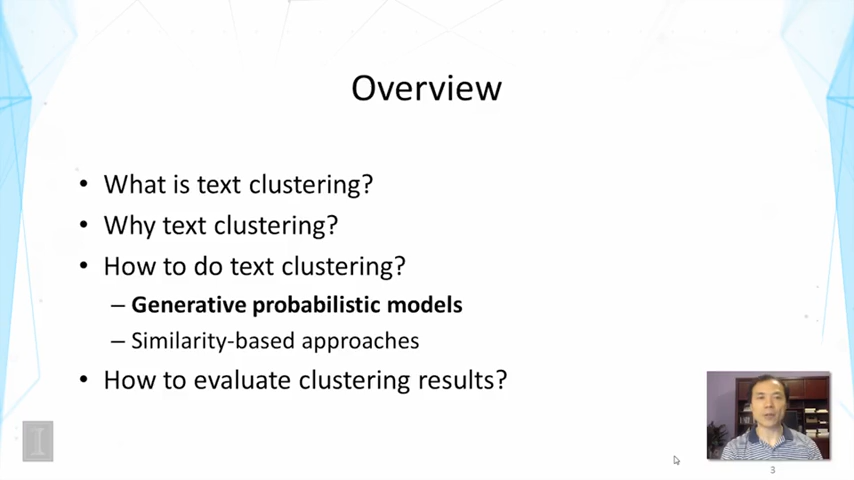 Overview
• What is text clustering?
• Why text clustering?
• How to do text clustering?
– Generative probabilistic models
– Similarity-based approaches
• How to evaluate clustering results?
I
3